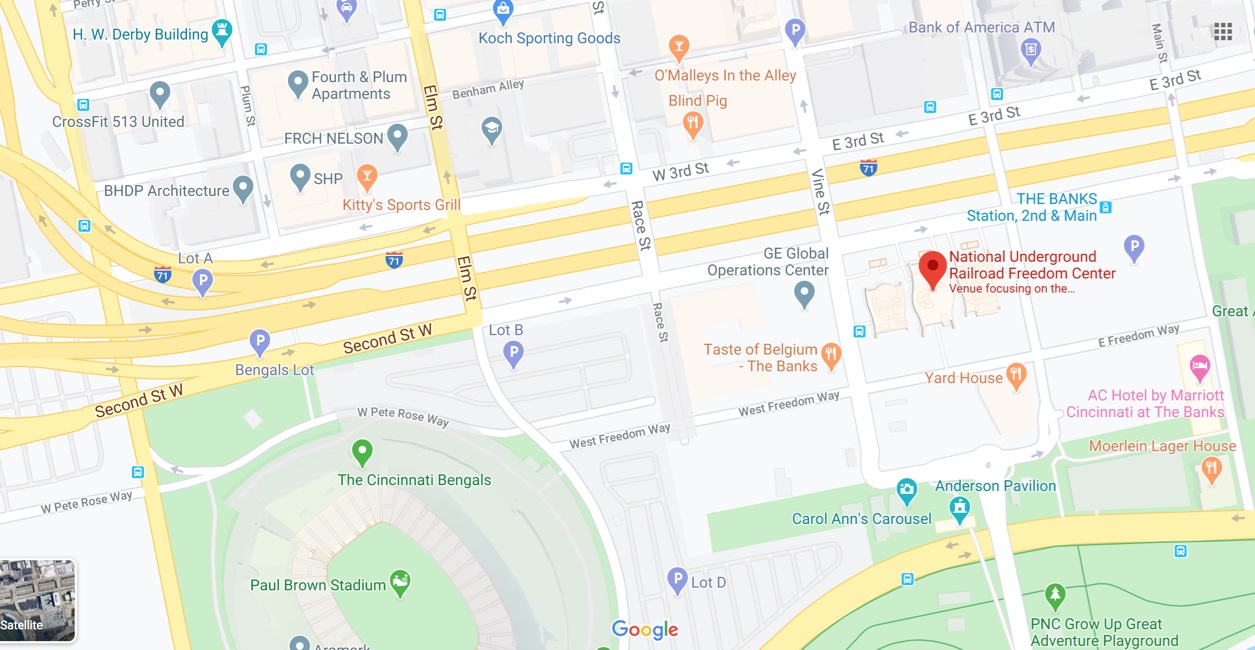 Perry St
H. W. Derby Building
Koch Sporting Goods
St
Bank of America ATM
Main St
O'Malleys In the Alley
Fourth & Plum
Apartments
Plum St
Elm St
Benham Alley
Blind Pig
E 3rd St
E 3rd St
E 3rd St
CrossFit 513 United
FRCH NELSON
W 3rd St
71
BHDP Architecture
SHP
Kitty's Sports Grill
Race St
Vine St
THE BANKS
Station, 2nd & Main
Lot A
71
71
Elm St
GE Global
Operations Center
National Underground
Railroad Freedom Center
Venue focusing on the...
Race St
Great A
Second St W
Lot B
E Freedom Way
Bengals Lot
Taste of Belgium
- The Banks
Yard House
Second St W
AC Hotel by Marriott
Cincinnati at The Banks
West Freedom Way
W Pete Rose Way
West Freedom Way
Moerlein Lager House
The Cincinnati Bengals
Anderson Pavilion
W Pete Rose Way
Carol Ann's Carousel
Paul Brown Stadium
Lot D
Satellite
Google
PNC Grow Up Great
Adventure Playground